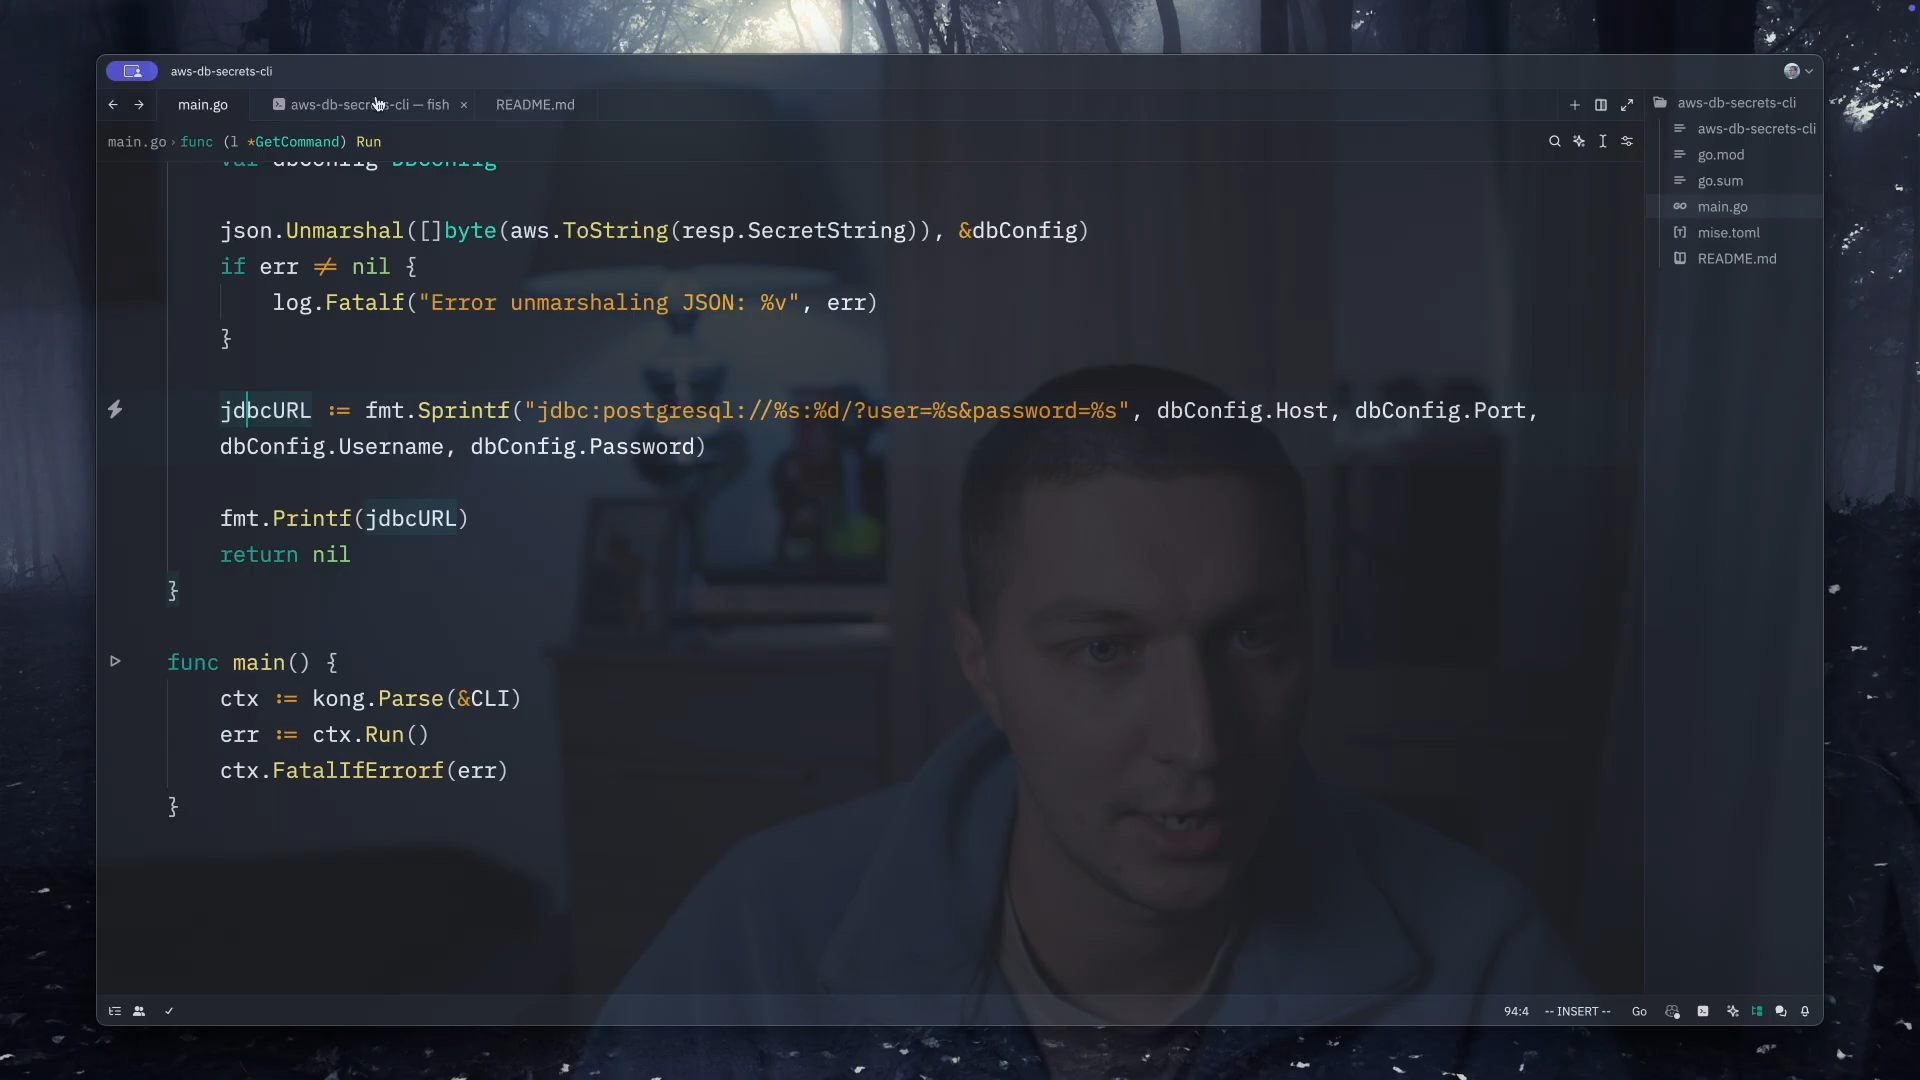 aws-db-secrets-cli
main.go
aws-db-secrets-cli — fish ×
README.md
main.go › func (l *GetCommand) Run
var dbConfig DBConfig
json.Unmarshal([]byte(aws.ToString(resp.SecretString)), &dbConfig)
if err ≠ nil {
log.Fatalf("Error unmarshaling JSON: %v", err)
}
jdbcURL := fmt.Sprintf("jdbc:postgresql://%s:%d/?user=%s&password=%s", dbConfig.Host, dbConfig.Port,
dbConfig.Username, dbConfig.Password)
fmt.Printf(jdbcURL)
return nil
}
func main() {
ctx := kong.Parse(&CLI)
err := ctx.Run()
ctx.FatalIfErrorf(err)
}
aws-db-secrets-cli
aws-db-secrets-cli
go.mod
go.sum
main.go
mise.toml
README.md
94:4 -- INSERT -- Go